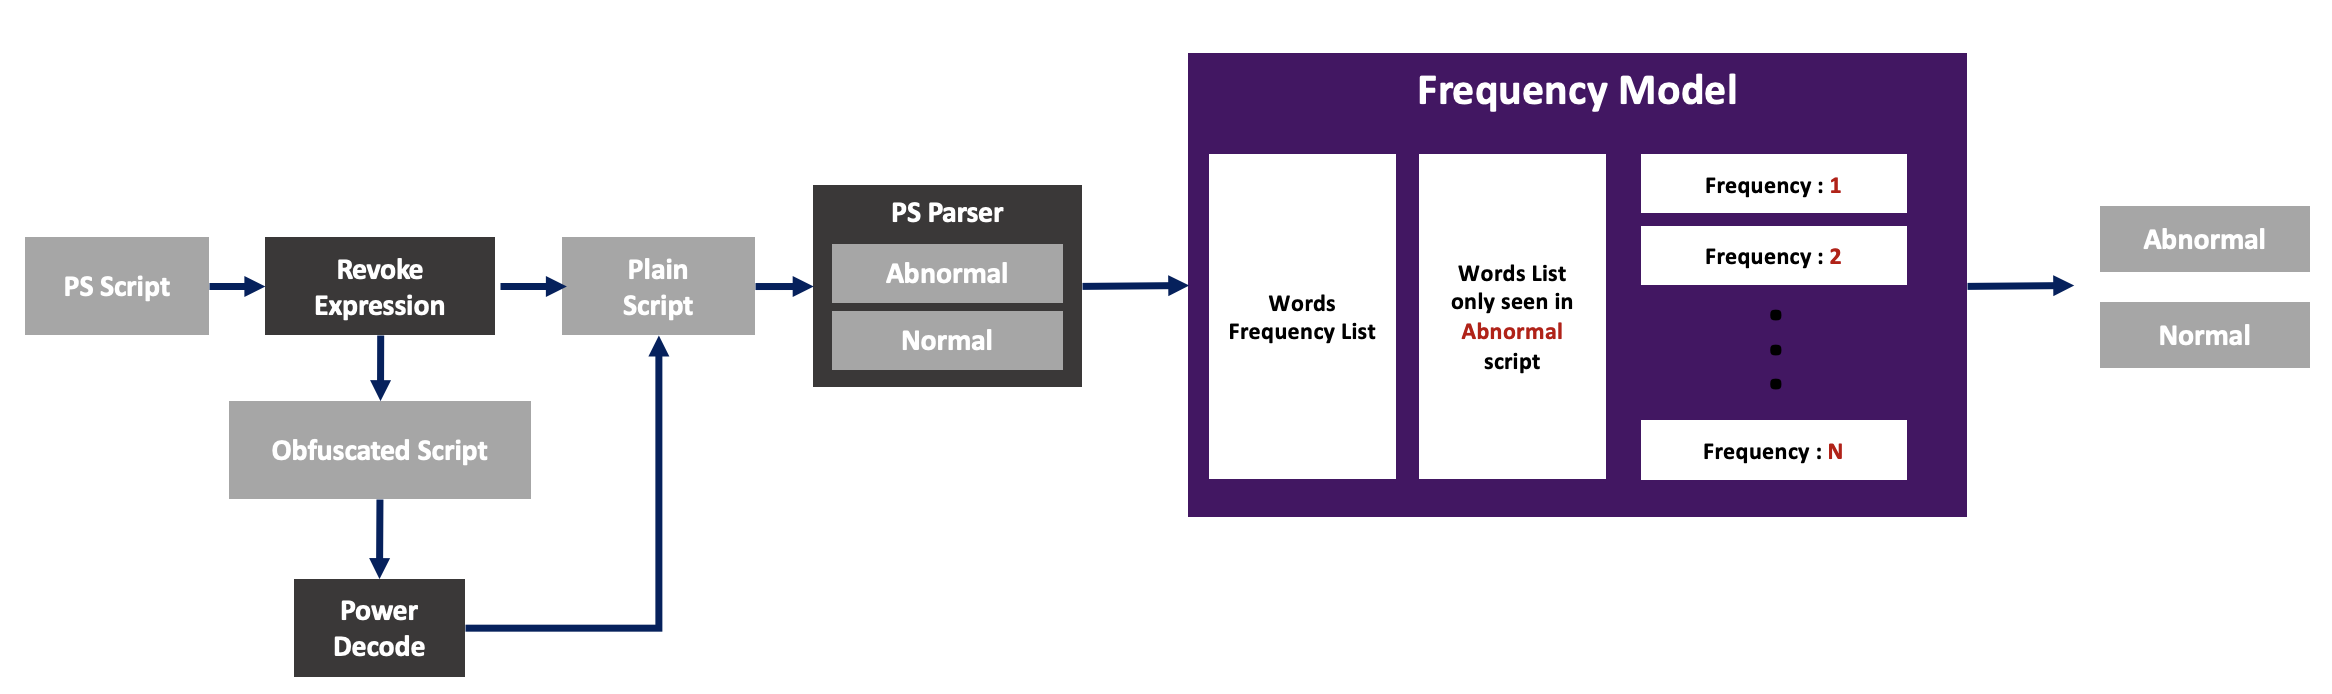 PS Script
Revoke
Expression
Obfuscated Script
Power
Decode
Plain
Script
PS Parser
Abnormal
Normal
Frequency Model
Words
Frequency List
Words List
only seen in
Abnormal
script
Frequency : 1
Frequency : 2
Frequency : N
Abnormal
Normal